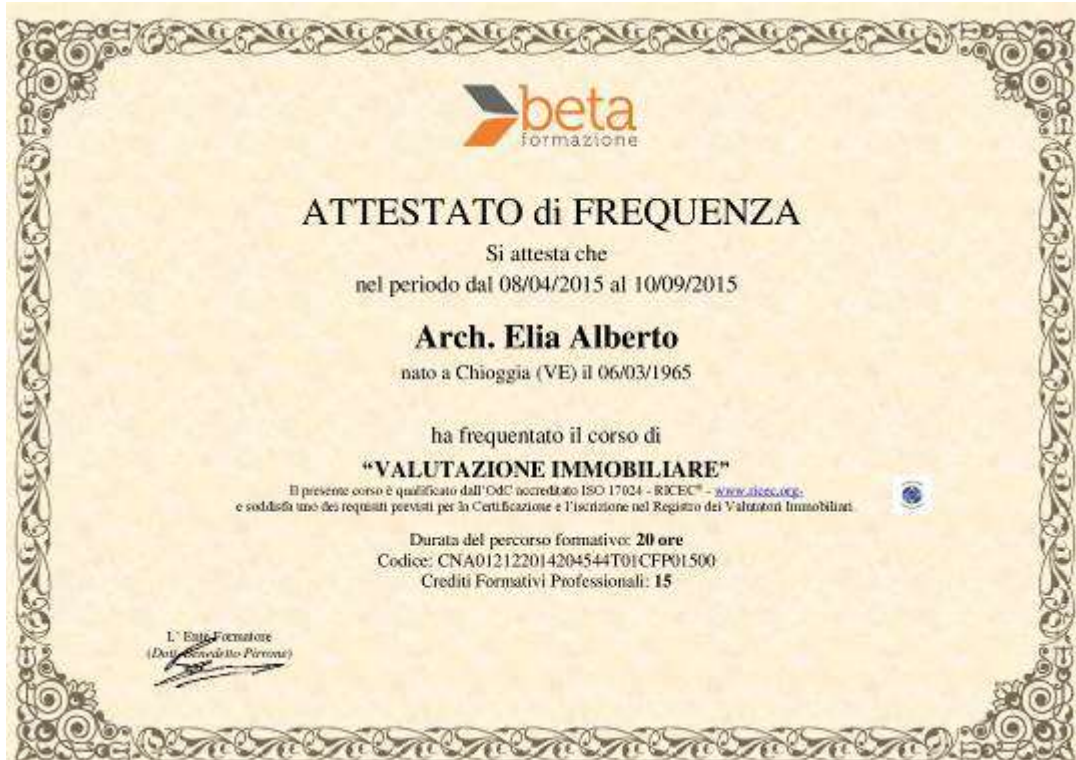 beta
formazione
ATTESTATO di FREQUENZA
Si attesta che
nel periodo dal 08/04/2015 al 10/09/2015
Arch. Elia Alberto
nato a Chioggia (VE) il 06/03/1965
ha frequentato il corso di
“VALUTAZIONE IMMOBILIARE”
Il presente corso è qualificato dall’OdC accreditato ISO 17024 - RICEC® - www.ricec.org-
e soddisfa uno dei requisiti previsti per la Certificazione e l’iscrizione nel Registro dei Valutatori Immobiliari
Durata del percorso formativo: 20 ore
Codice: CNA012122014204544T01CFP01500
Crediti Formativi Professionali: 15
L’ Ente Formatore
(Dott. Benedetto Pirrone)